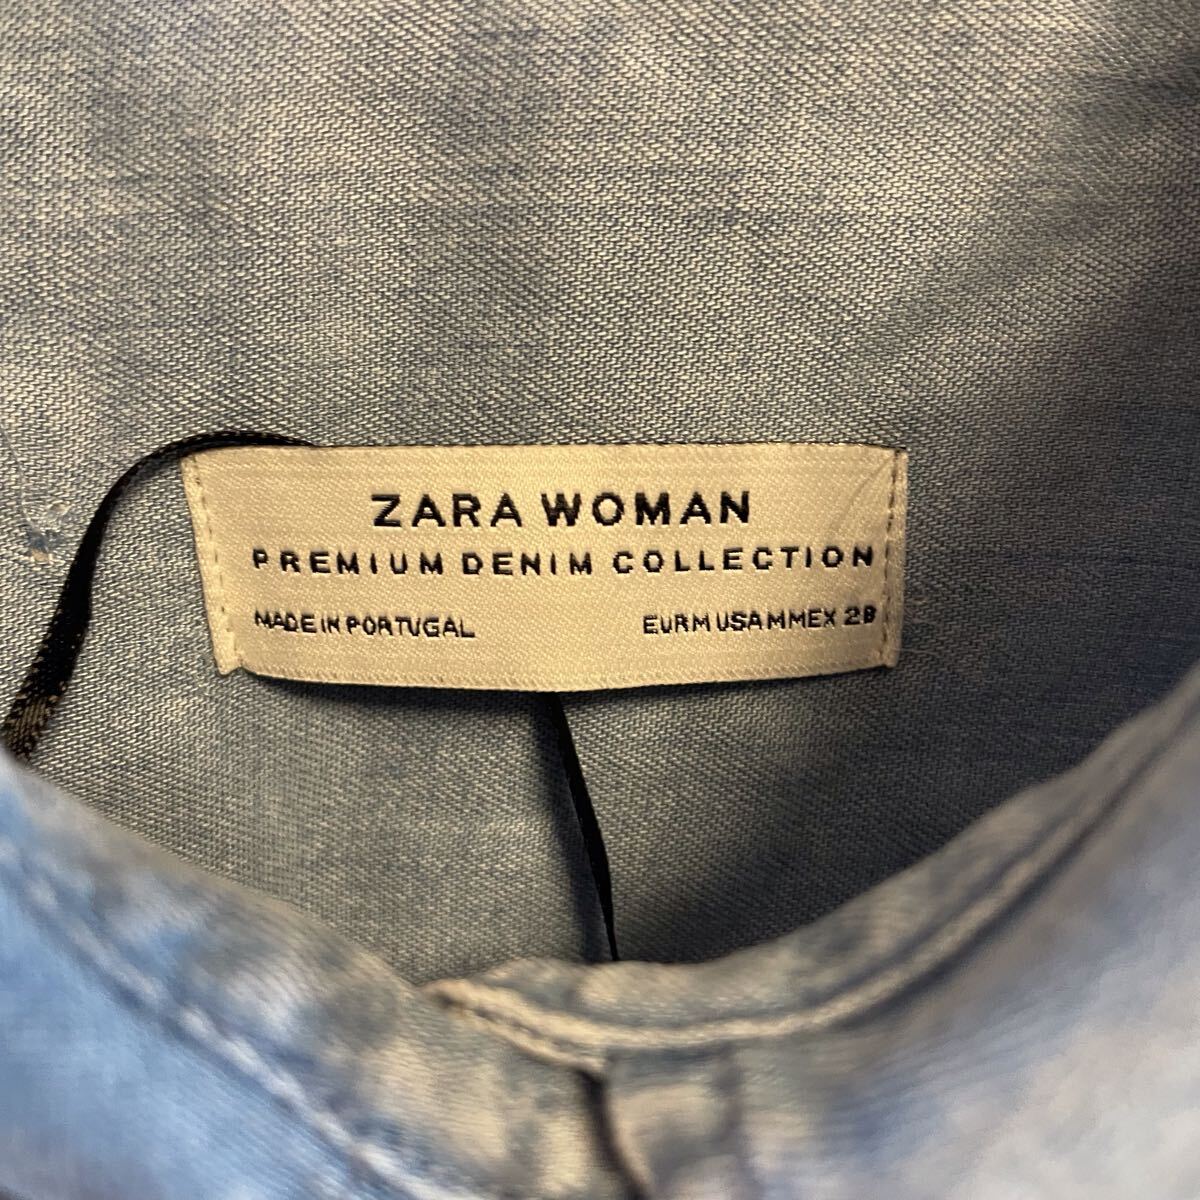 ZARA WOMAN
PREMIUM DENIM COLLECTION
MADE IN PORTUGAL EUR M USA M MEX 28